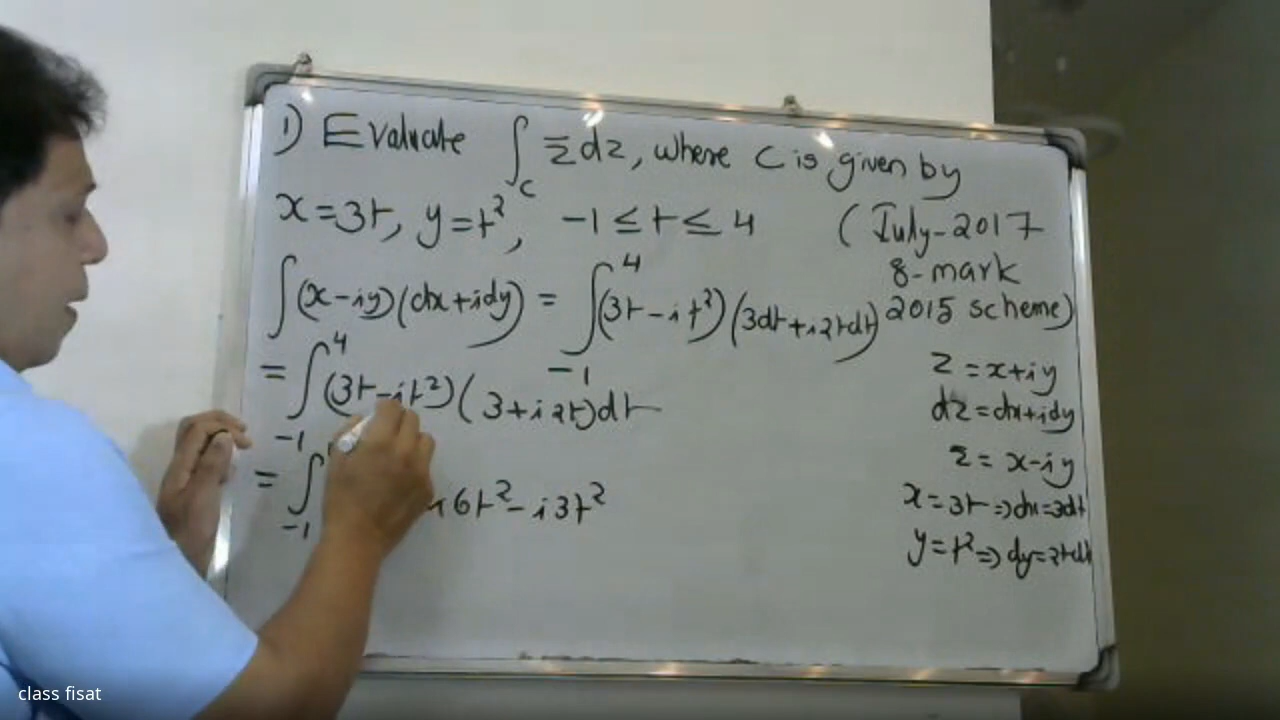 1) Evaluate ∫_C z̄ dz, where C is given by
x=3t, y=t², -1≤t≤4 (July-2017
8-mark
2015 scheme)
∫(x-iy)(dx+idy) = ∫_{-1}^{4}(3t-it²)(3dt+i2tdt)
= ∫_{-1}^{4}(3t-it²)(3+i2t)dt
= ∫_{-1} i6t²-i3t²
z=x+iy
dz=dx+idy
z̄=x-iy
x=3t⇒dx=3dt
y=t²⇒dy=2tdt
class fisat